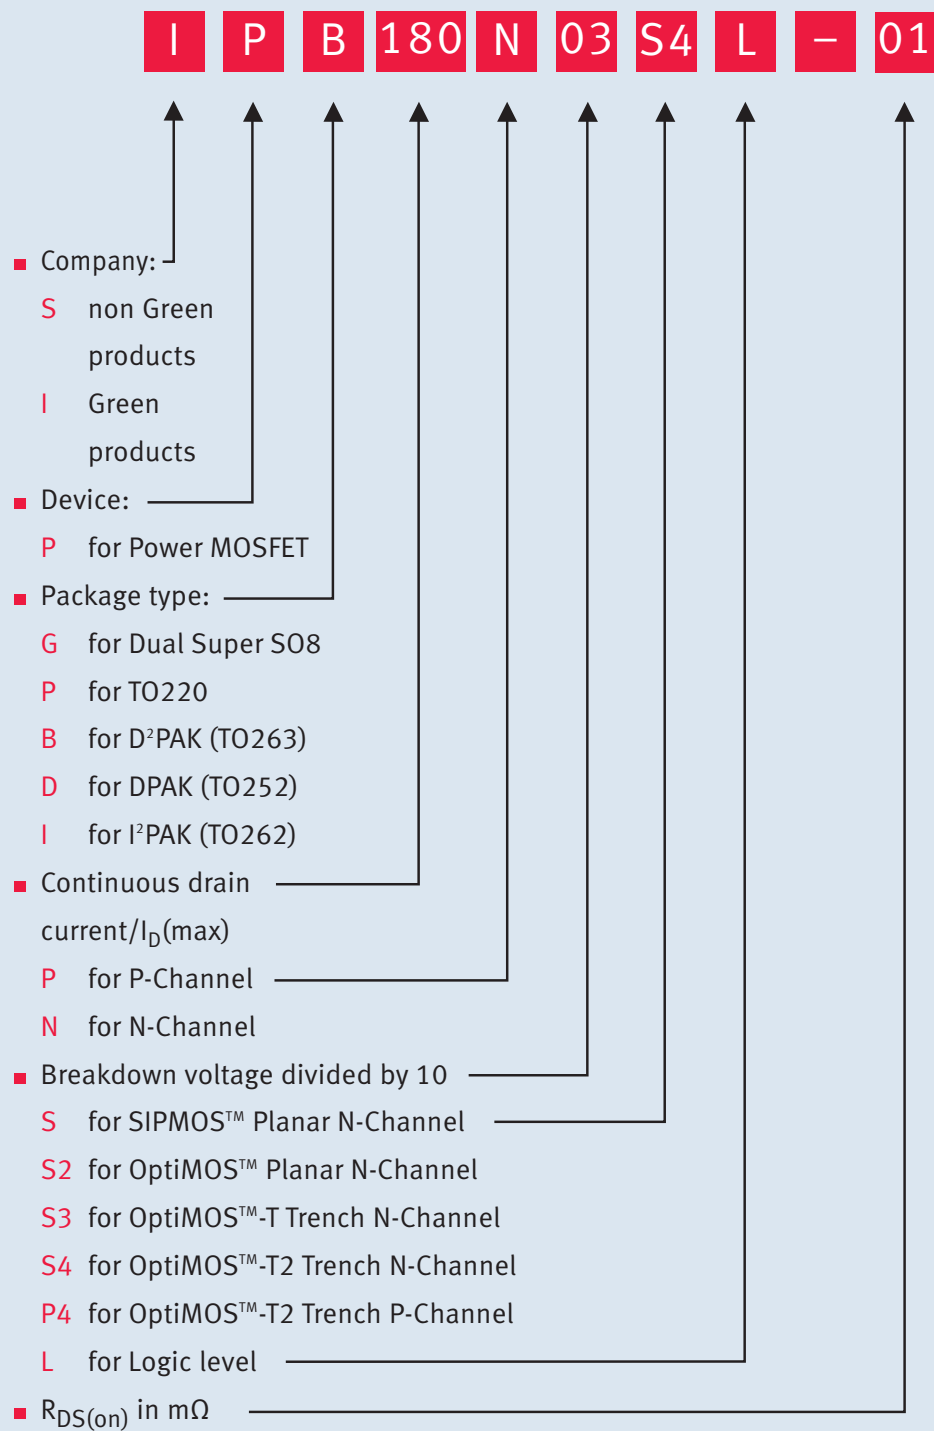 I P B 180 N 03 S4 L – 01
Company:
S non Green
products
I Green
products
Device:
P for Power MOSFET
Package type:
G for Dual Super SO8
P for TO220
B for D²PAK (TO263)
D for DPAK (TO252)
I for I²PAK (TO262)
Continuous drain
current/I_D(max)
P for P-Channel
N for N-Channel
Breakdown voltage divided by 10
S for SIPMOS™ Planar N-Channel
S2 for OptiMOS™ Planar N-Channel
S3 for OptiMOS™-T Trench N-Channel
S4 for OptiMOS™-T2 Trench N-Channel
P4 for OptiMOS™-T2 Trench P-Channel
L for Logic level
R_DS(on) in mΩ